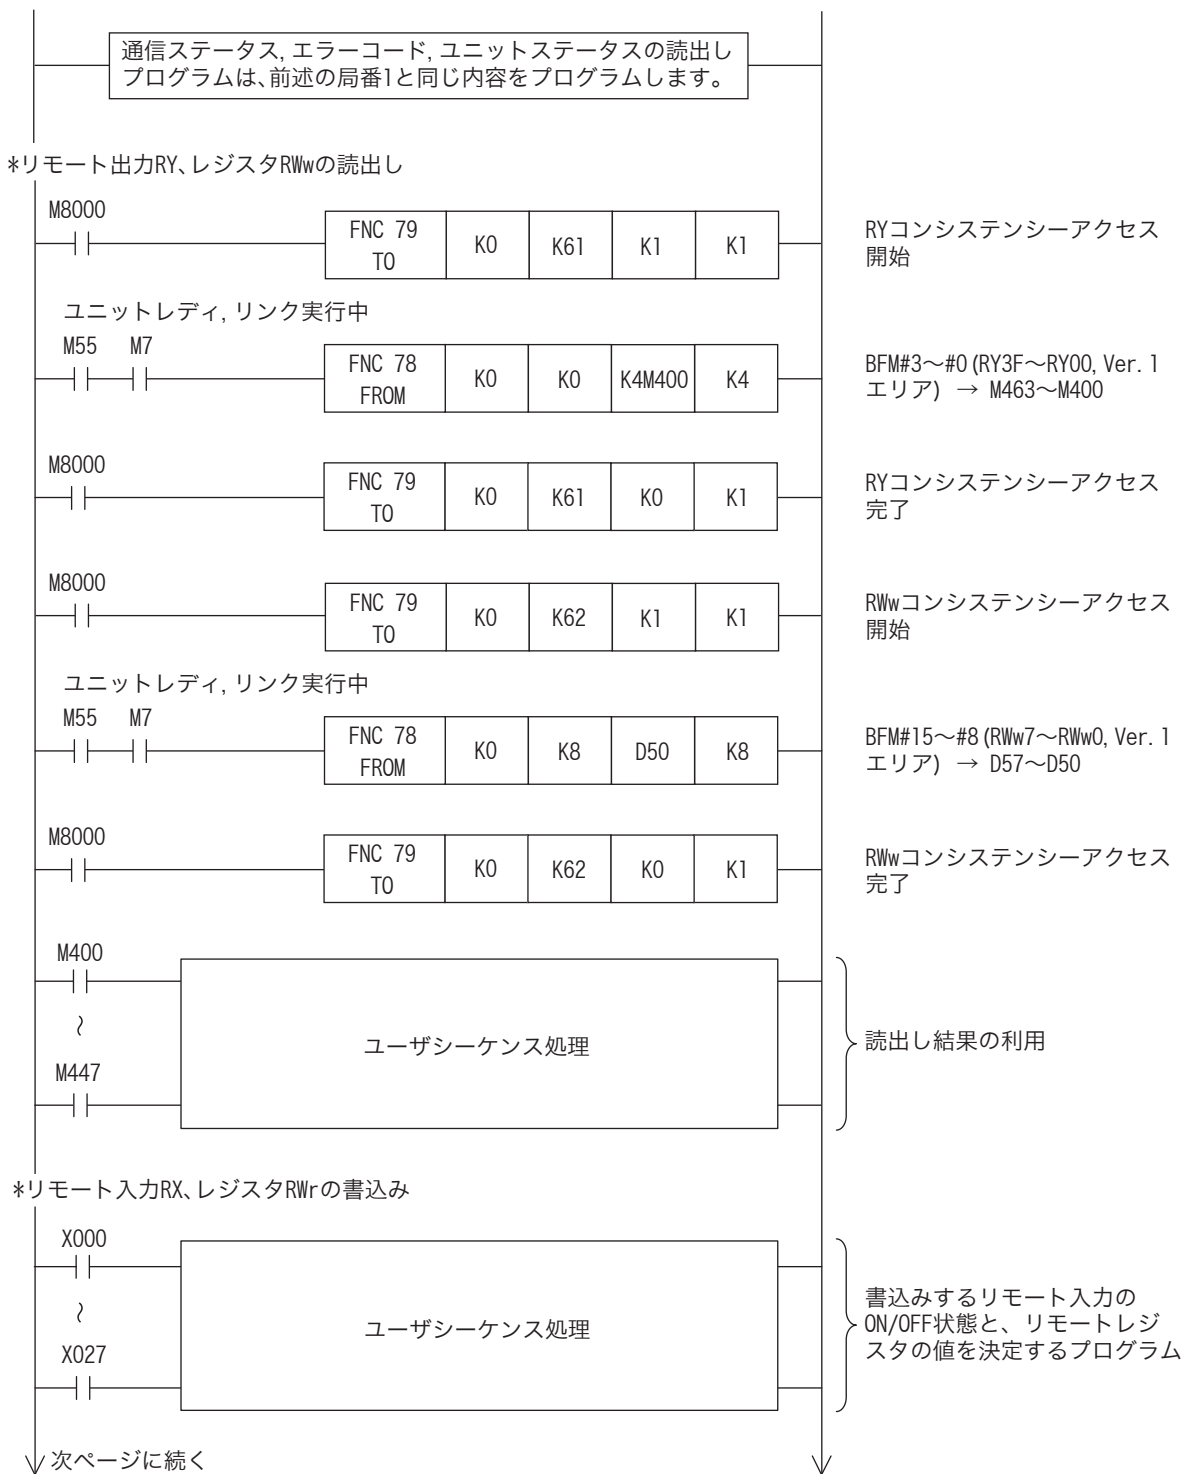 通信ステータス, エラーコード, ユニットステータスの読出し
プログラムは、前述の局番1と同じ内容をプログラムします。
*リモート出力RY、レジスタRWwの読出し
M8000
FNC 79
TO
K0
K61
K1
K1
RYコンシステンシーアクセス
開始
ユニットレディ, リンク実行中
M55 M7
FNC 78
FROM
K0
K0
K4M400
K4
BFM#3～#0 (RY3F～RY00, Ver. 1
エリア) → M463～M400
M8000
FNC 79
TO
K0
K61
K0
K1
RYコンシステンシーアクセス
完了
M8000
FNC 79
TO
K0
K62
K1
K1
RWwコンシステンシーアクセス
開始
ユニットレディ, リンク実行中
M55 M7
FNC 78
FROM
K0
K8
D50
K8
BFM#15～#8 (RWw7～RWw0, Ver. 1
エリア) → D57～D50
M8000
FNC 79
TO
K0
K62
K0
K1
RWwコンシステンシーアクセス
完了
M400
～
M447
ユーザシーケンス処理
読出し結果の利用
*リモート入力RX、レジスタRWrの書込み
X000
～
X027
ユーザシーケンス処理
書込みするリモート入力の
ON/OFF状態と、リモートレジ
スタの値を決定するプログラム
次ページに続く